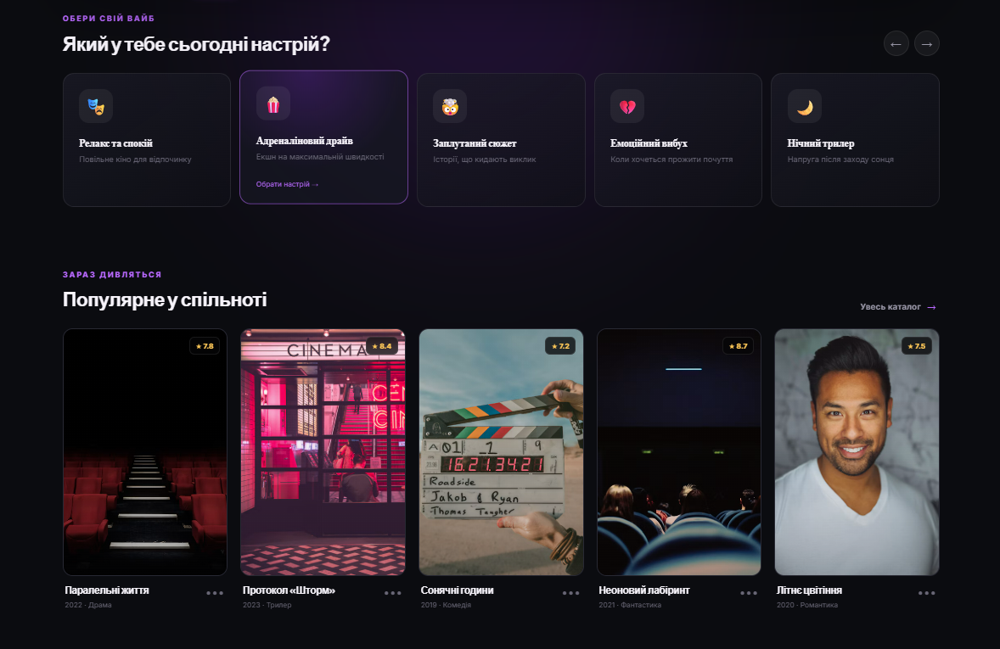 ОБЕРИ СВІЙ ВАЙБ
Який у тебе сьогодні настрій?
← →
Релакс та спокій
Повільне кіно для відпочинку
Адреналіновий драйв
Екшн на максимальній швидкості
Обрати настрій →
Заплутаний сюжет
Історії, що кидають виклик
Емоційний вибух
Коли хочеться прожити почуття
Нічний трилер
Напруга після заходу сонця
ЗАРАЗ ДИВЛЯТЬСЯ
Популярне у спільноті
Увесь каталог →
★ 7.8
CINEMA
★ 8.4
★ 7.2
A 01 1 9
16:21:34.21
Roadside
Jakob & Ryan
Thomas Taugher
★ 8.7
★ 7.5
Паралельні життя
2022 · Драма
Протокол «Шторм»
2023 · Трилер
Сонячні години
2019 · Комедія
Неоновий лабіринт
2021 · Фантастика
Літнє цвітіння
2020 · Романтика